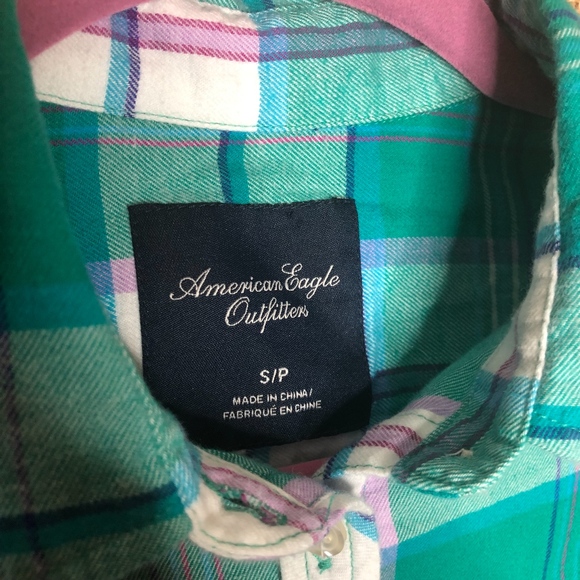 American Eagle
Outfitters
S/P
MADE IN CHINA/
FABRIQUÉ EN CHINE